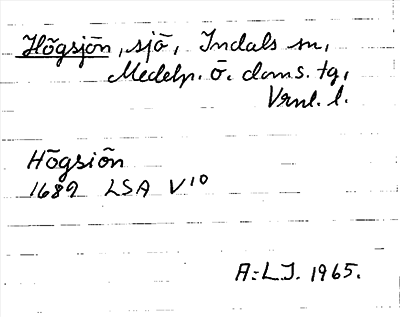 Högsjön, sjö, Indals sn,
Medelp. ö. doms. tg,
Vrnl. l.
Högsiön
1689 LSA V10
A:L.J. 1965.